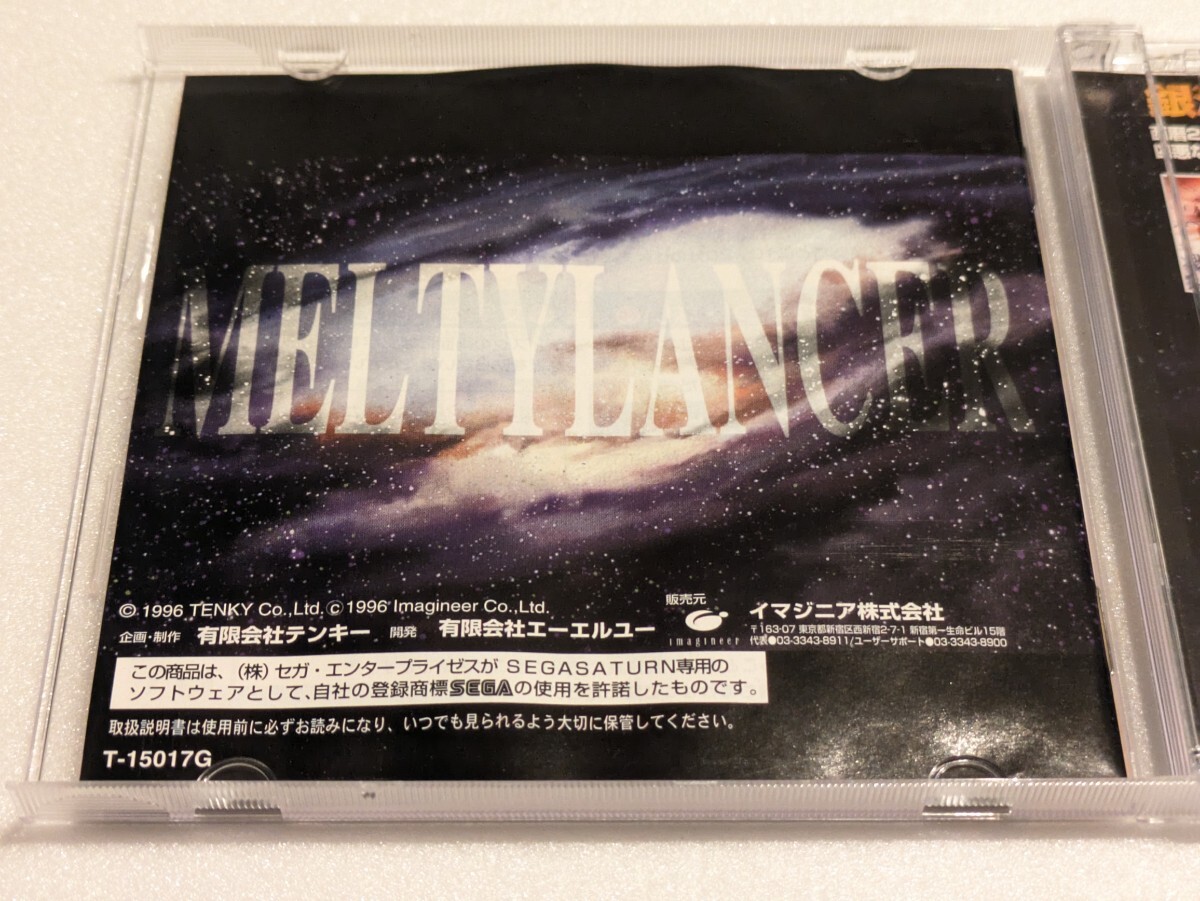 MELTYLANCER
© 1996 TENKY Co.,Ltd. © 1996 Imagineer Co.,Ltd.
企画・制作 有限会社テンキー 開発 有限会社エーエルユー
販売元
imagineer
イマジニア株式会社
〒163-07 東京都新宿区西新宿2-7-1 新宿第一生命ビル15階
代表●03-3343-8911/ユーザーサポート●03-3343-8900
この商品は、(株)セガ・エンタープライゼスが SEGASATURN専用の
ソフトウェアとして、自社の登録商標SEGAの使用を許諾したものです。
取扱説明書は使用前に必ずお読みになり、いつでも見られるよう大切に保管してください。
T-15017G
銀